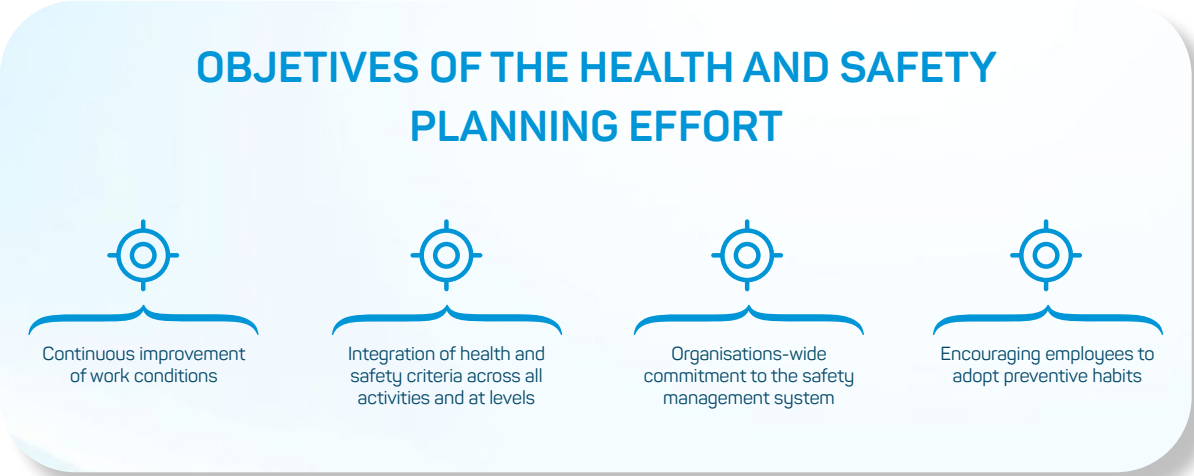 OBJETIVES OF THE HEALTH AND SAFETY
PLANNING EFFORT
Continuous improvement
of work conditions
Integration of health and
safety criteria across all
activities and at levels
Organisations-wide
commitment to the safety
management system
Encouraging employees to
adopt preventive habits